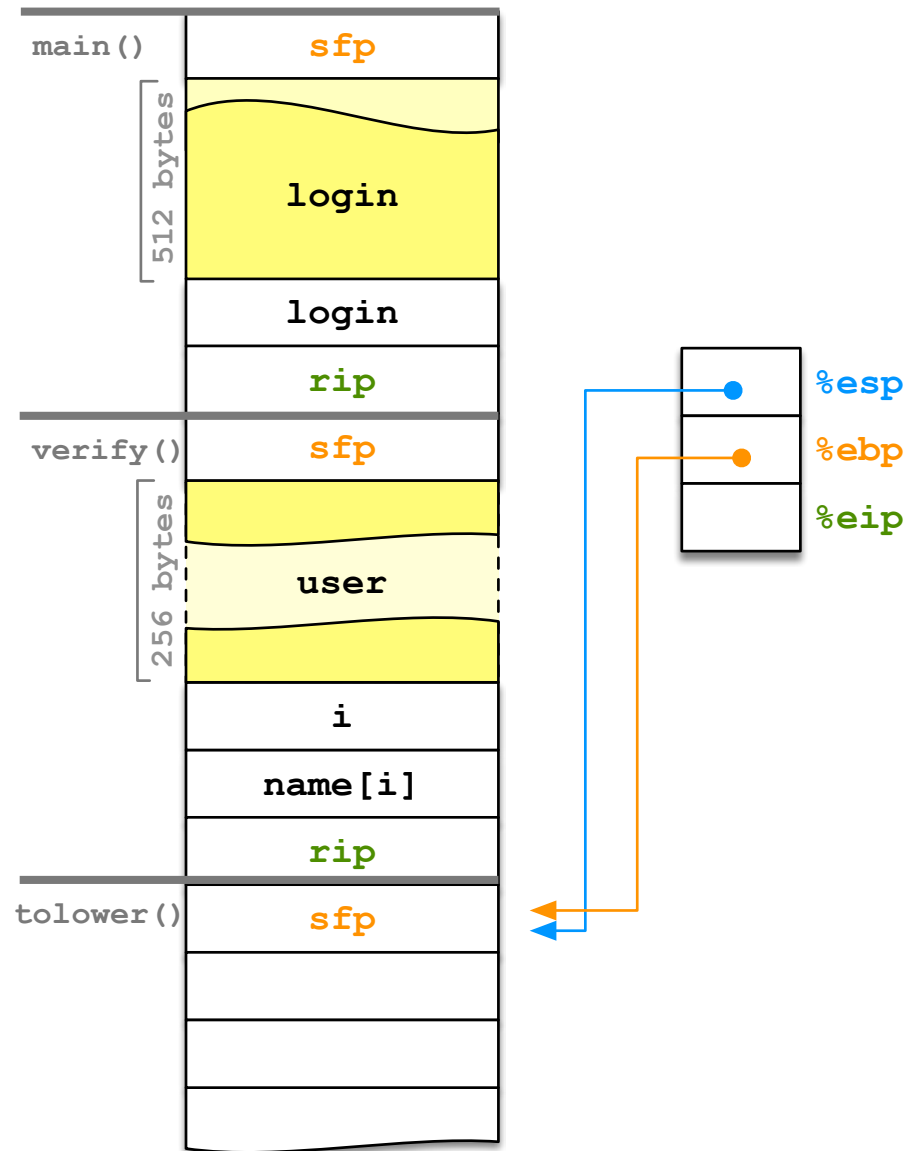 main()
sfp
512 bytes
login
login
rip
%esp
verify()
sfp
%ebp
256 bytes
%eip
user
i
name[i]
rip
tolower()
sfp